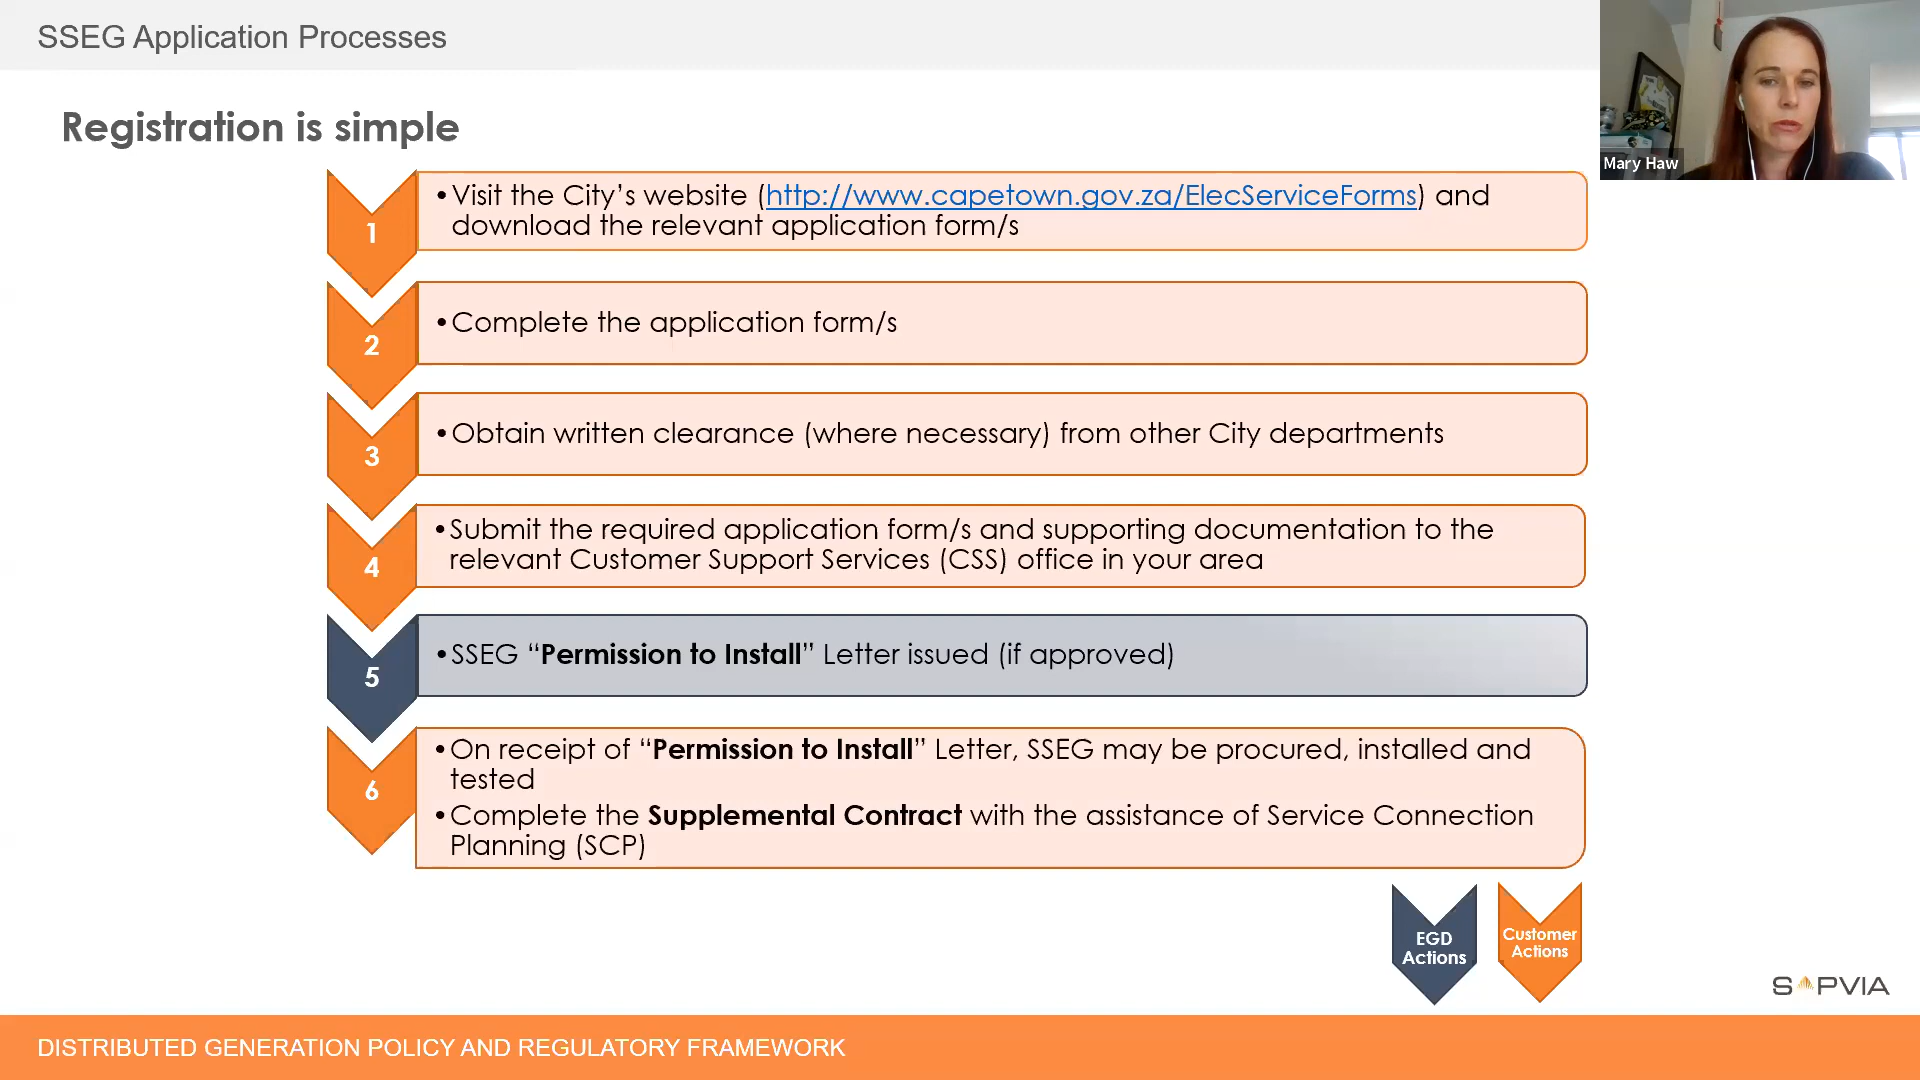 SSEG Application Processes
Registration is simple
Mary Haw
1
•Visit the City’s website (http://www.capetown.gov.za/ElecServiceForms) and
download the relevant application form/s
2
•Complete the application form/s
3
•Obtain written clearance (where necessary) from other City departments
4
•Submit the required application form/s and supporting documentation to the
relevant Customer Support Services (CSS) office in your area
5
•SSEG “Permission to Install” Letter issued (if approved)
6
•On receipt of “Permission to Install” Letter, SSEG may be procured, installed and
tested
•Complete the Supplemental Contract with the assistance of Service Connection
Planning (SCP)
EGD
Actions
Customer
Actions
SAPVIA
DISTRIBUTED GENERATION POLICY AND REGULATORY FRAMEWORK